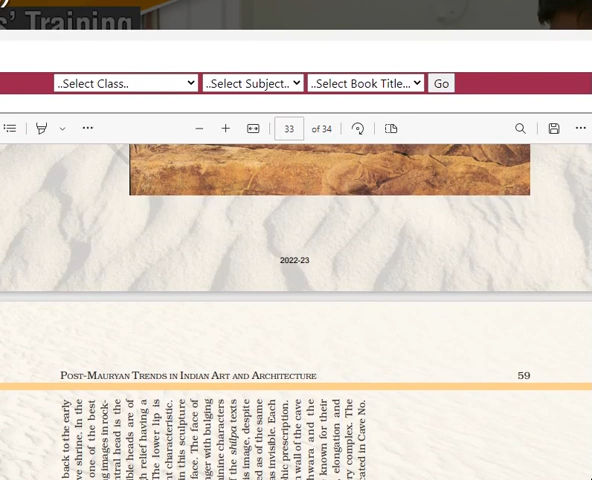 s' Training
..Select Class..
..Select Subject..
..Select Book Title...
Go
33 of 34
2022-23
POST-MAURYAN TRENDS IN INDIAN ART AND ARCHITECTURE 59
back to the early
ve shrine. In the
one of the best
g images in rock-
ntral head is the
ible heads are of
gh relief having a
The lower lip is
nt characteristic.
in this sculpture
face. The face of
nger with bulging
minine characters
f the shilpa texts
is image, despite
ed as of the same
as invisible. Each
phic prescription.
n wall of the cave
hwara and the
known for their
, elongation and
ry complex. The
cated in Cave No.